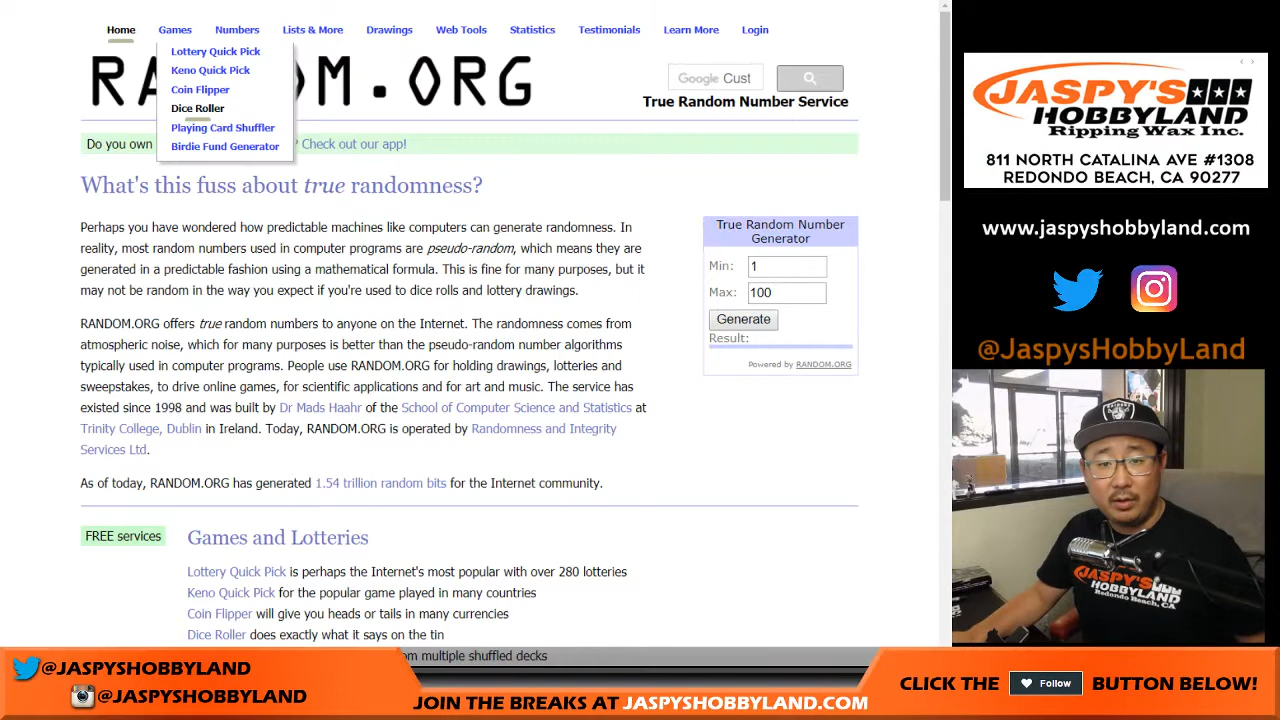 Home Games Numbers Lists & More Drawings Web Tools Statistics Testimonials Learn More Login
Lottery Quick Pick
Keno Quick Pick
Coin Flipper
Dice Roller
Playing Card Shuffler
Birdie Fund Generator
RANDOM.ORG
Google Cust
True Random Number Service
Do you own ? Check out our app!
What's this fuss about true randomness?
Perhaps you have wondered how predictable machines like computers can generate randomness. In
reality, most random numbers used in computer programs are pseudo-random, which means they are
generated in a predictable fashion using a mathematical formula. This is fine for many purposes, but it
may not be random in the way you expect if you're used to dice rolls and lottery drawings.
RANDOM.ORG offers true random numbers to anyone on the Internet. The randomness comes from
atmospheric noise, which for many purposes is better than the pseudo-random number algorithms
typically used in computer programs. People use RANDOM.ORG for holding drawings, lotteries and
sweepstakes, to drive online games, for scientific applications and for art and music. The service has
existed since 1998 and was built by Dr Mads Haahr of the School of Computer Science and Statistics at
Trinity College, Dublin in Ireland. Today, RANDOM.ORG is operated by Randomness and Integrity
Services Ltd.
As of today, RANDOM.ORG has generated 1.54 trillion random bits for the Internet community.
True Random Number
Generator
Min: 1
Max: 100
Generate
Result:
Powered by RANDOM.ORG
FREE services
Games and Lotteries
Lottery Quick Pick is perhaps the Internet's most popular with over 280 lotteries
Keno Quick Pick for the popular game played in many countries
Coin Flipper will give you heads or tails in many currencies
Dice Roller does exactly what it says on the tin
om multiple shuffled decks
JASPY'S
HOBBYLAND
Ripping Wax Inc.
811 NORTH CATALINA AVE #1308
REDONDO BEACH, CA 90277
www.jaspyshobbyland.com
@JaspysHobbyLand
JASPY'S
HOBBYLAND
Redondo Beach, CA
@JASPYSHOBBYLAND
@JASPYSHOBBYLAND
JOIN THE BREAKS AT JASPYSHOBBYLAND.COM
CLICK THE Follow BUTTON BELOW!